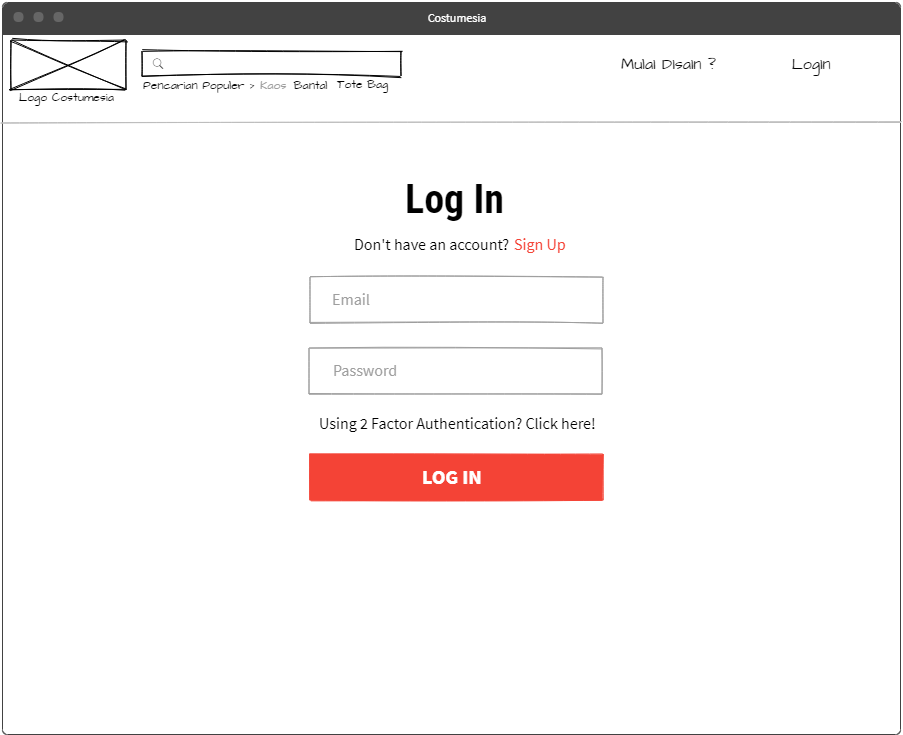 Costumesia
Mulai Disain ?
Login
Logo Costumesia
Pencarian Populer > Kaos Bantal Tote Bag
Log In
Don't have an account? Sign Up
Email
Password
Using 2 Factor Authentication? Click here!
LOG IN